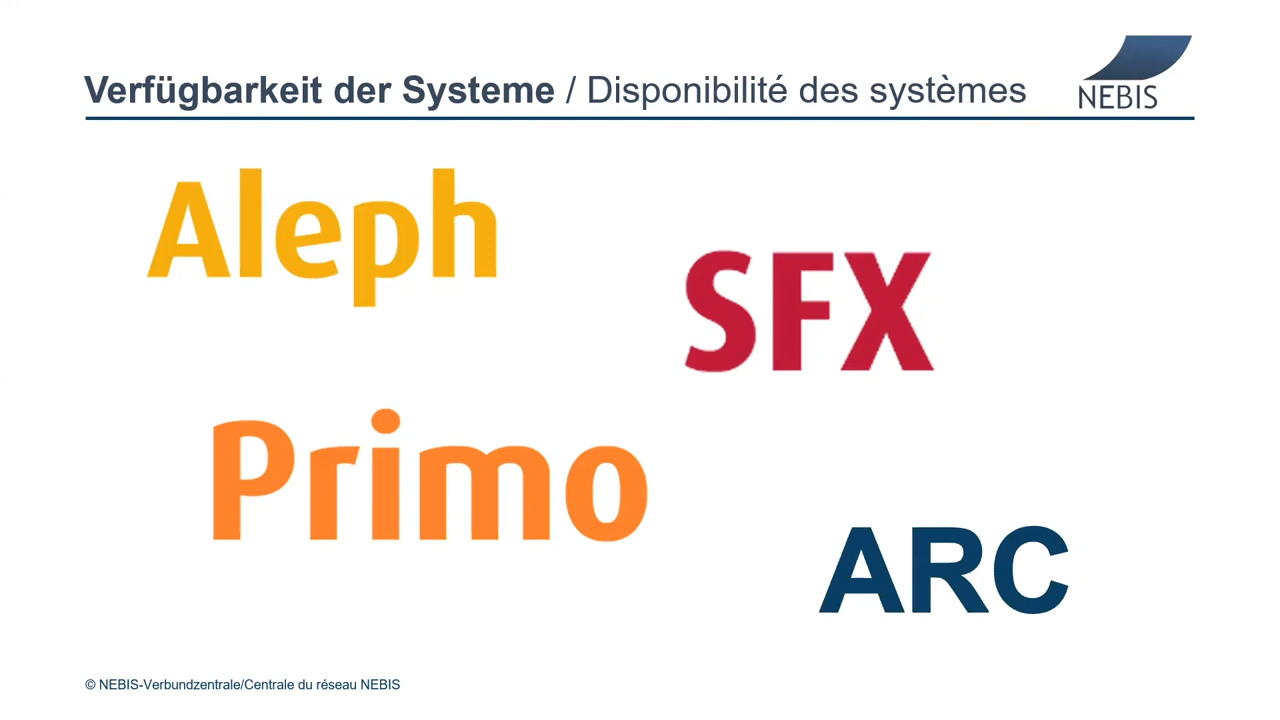 Verfügbarkeit der Systeme / Disponibilité des systèmes
NEBIS
Aleph
SFX
Primo
ARC
© NEBIS-Verbundzentrale/Centrale du réseau NEBIS